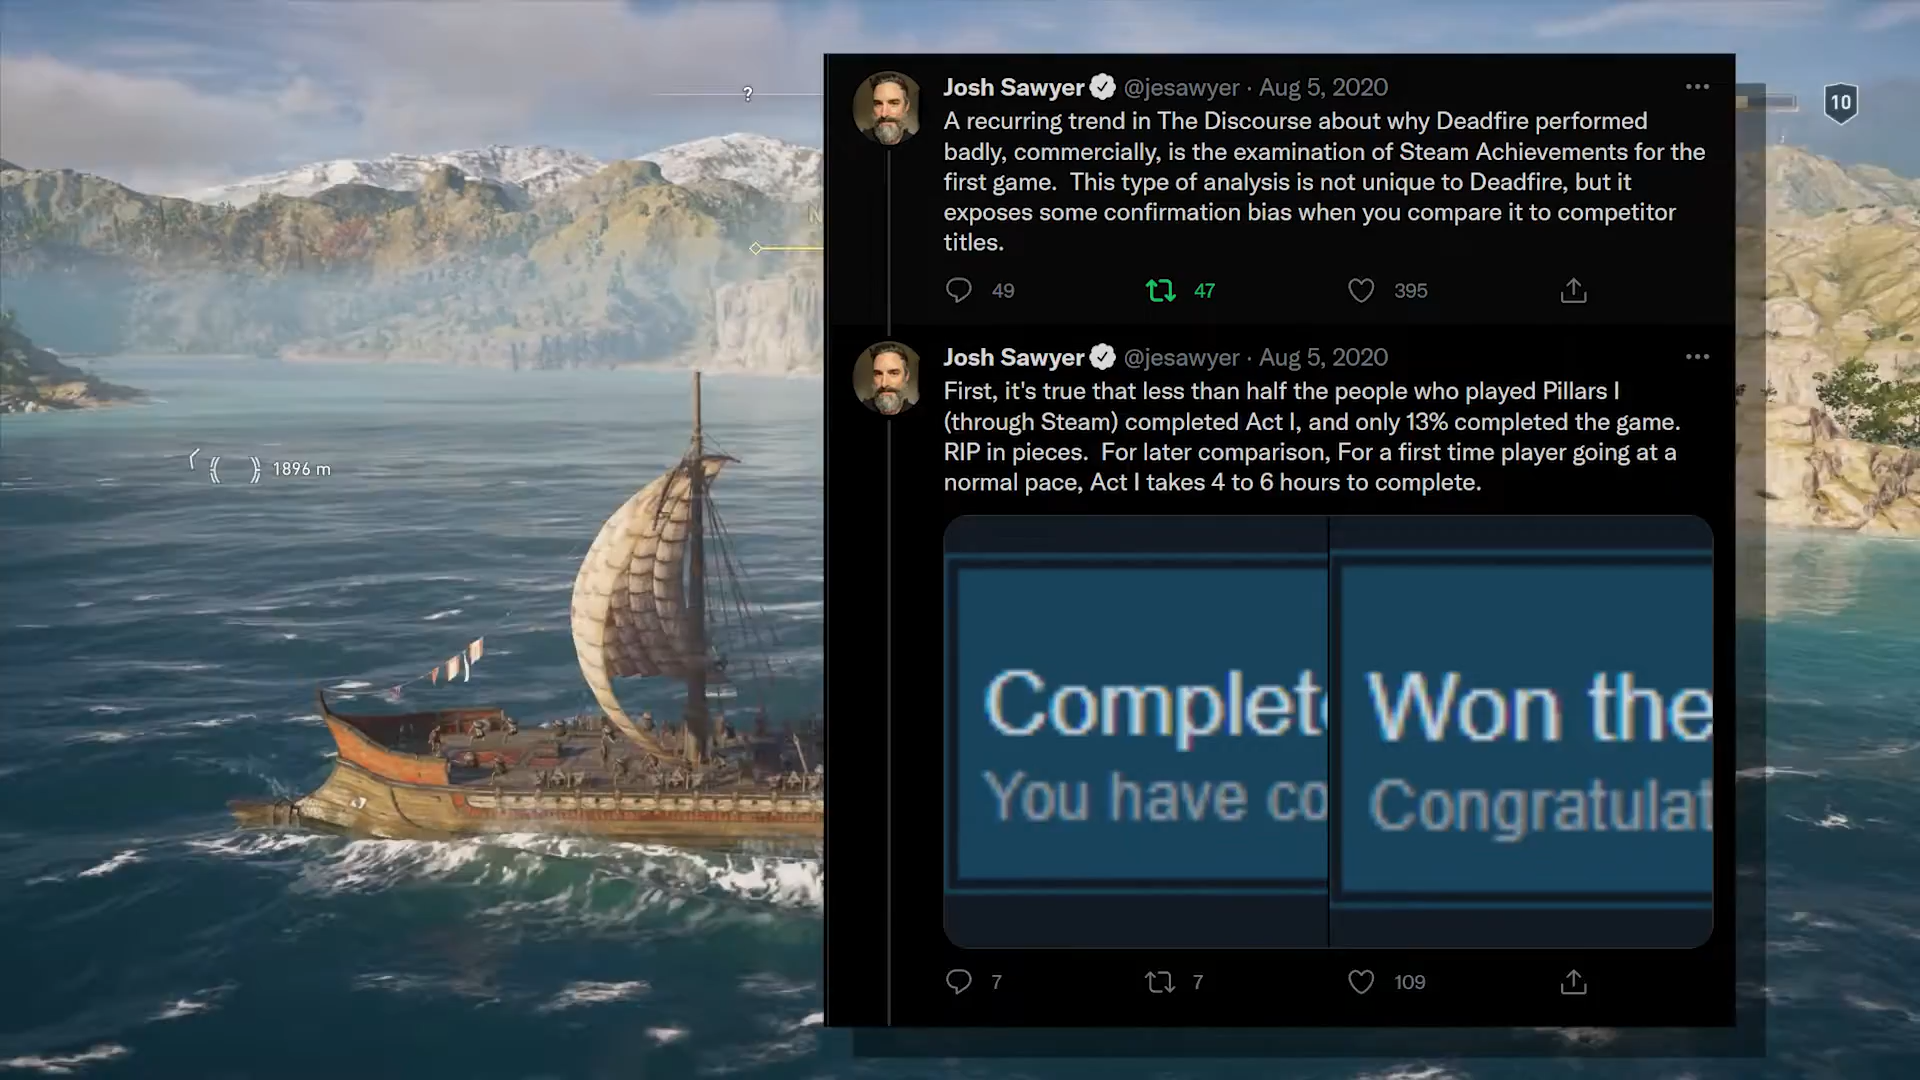 ?
10
1896 m
Josh Sawyer @jesawyer · Aug 5, 2020
A recurring trend in The Discourse about why Deadfire performed
badly, commercially, is the examination of Steam Achievements for the
first game.  This type of analysis is not unique to Deadfire, but it
exposes some confirmation bias when you compare it to competitor
titles.
49 47 395
Josh Sawyer @jesawyer · Aug 5, 2020
First, it's true that less than half the people who played Pillars I
(through Steam) completed Act I, and only 13% completed the game.
RIP in pieces.  For later comparison, For a first time player going at a
normal pace, Act I takes 4 to 6 hours to complete.
Complete
You have co
Won the
Congratulat
7 7 109